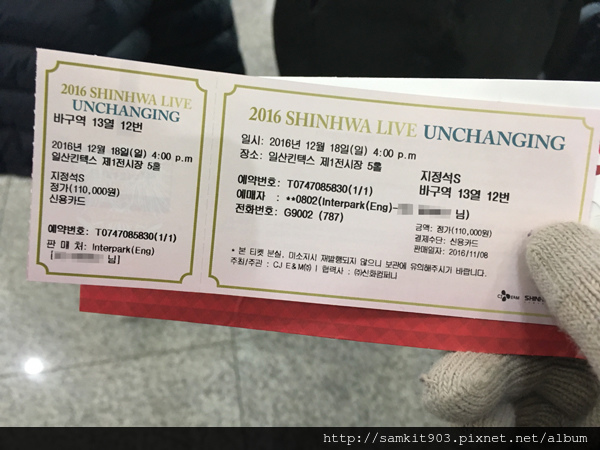 2016 SHINHWA LIVE
UNCHANGING
바구역 13열 12번
2016년 12월 18일(일) 4:00 p.m
일산킨텍스 제1전시장 5홀
지정석S
정가(110,000원)
신용카드
예약번호: T0747085830(1/1)
판 매 처: Interpark(Eng)
[ 님]
2016 SHINHWA LIVE UNCHANGING
일시: 2016년 12월 18일(일) 4:00 p.m
장소: 일산킨텍스 제1전시장 5홀
예약번호: T0747085830(1/1)
예매자 : **0802(Interpark(Eng)- 님)
전화번호: G9002 (787)
지정석S
바구역 13열 12번
금액: 정가(110,000원)
결제수단: 신용카드
판매일자: 2016/11/08
* 본 티켓 분실, 미소지시 재발행되지 않으니 보관에 유의해주시기 바랍니다.
주최/주관 : CJ E&M㈜ | 협력사 : ㈜신화컴퍼니
CJ E&M SHINH
http://samkit903.pixnet.net/album